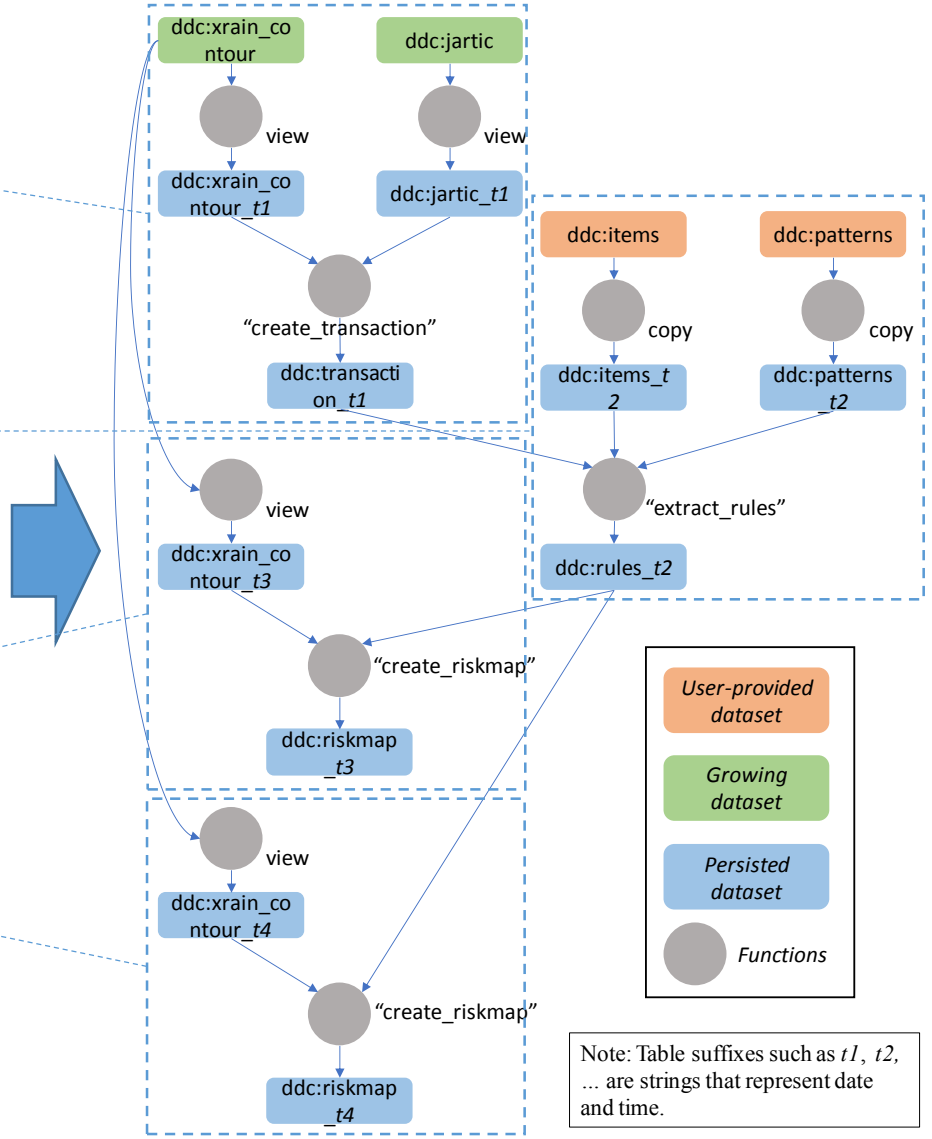 ddc:xrain_co
ntour
ddc:jartic
view
view
ddc:xrain_co
ntour_t1
ddc:jartic_t1
“create_transaction”
ddc:transacti
on_t1
ddc:items
ddc:patterns
copy
copy
ddc:items_t
2
ddc:patterns
_t2
“extract_rules”
ddc:rules_t2
view
ddc:xrain_co
ntour_t3
“create_riskmap”
ddc:riskmap
_t3
view
ddc:xrain_co
ntour_t4
“create_riskmap”
ddc:riskmap
_t4
User-provided
dataset
Growing
dataset
Persisted
dataset
Functions
Note: Table suffixes such as t1, t2,
... are strings that represent date
and time.